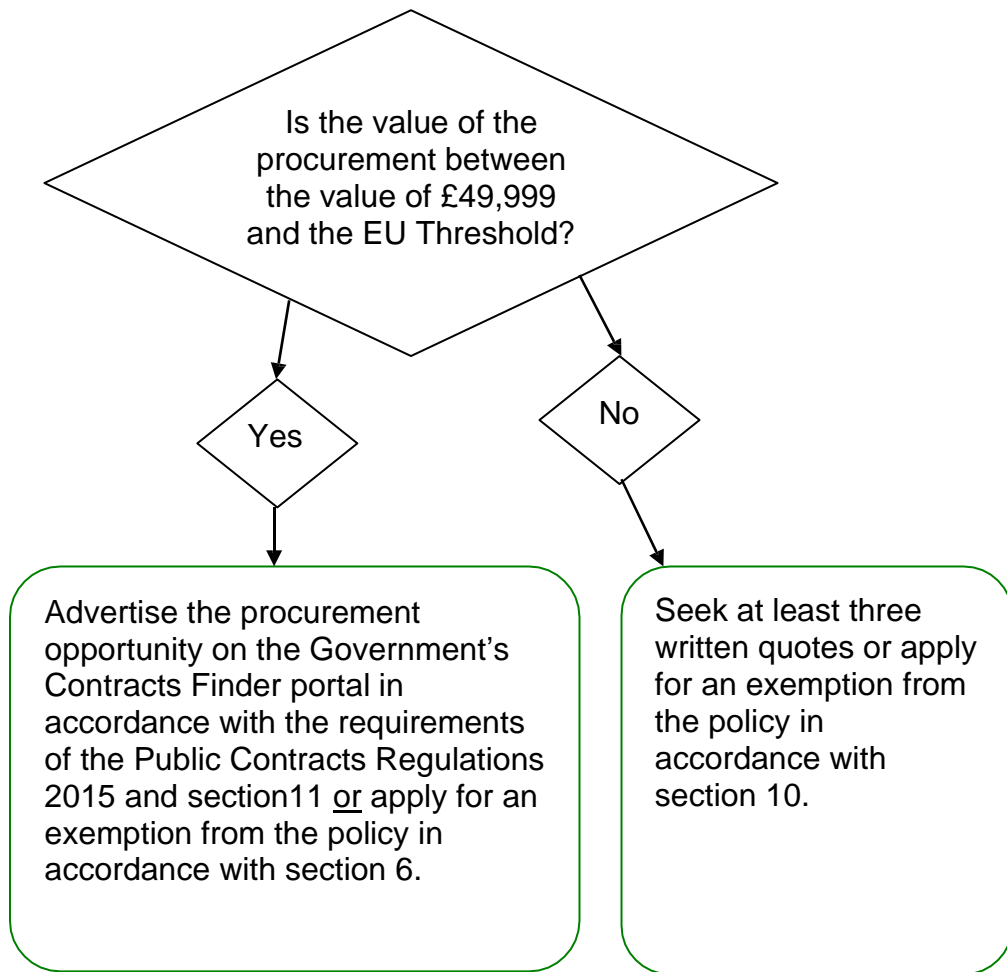 Is the value of the
procurement between
the value of £49,999
and the EU Threshold?
Yes
No
Advertise the procurement
opportunity on the Government’s
Contracts Finder portal in
accordance with the requirements
of the Public Contracts Regulations
2015 and section11 or apply for an
exemption from the policy in
accordance with section 6.
Seek at least three
written quotes or apply
for an exemption from
the policy in
accordance with
section 10.